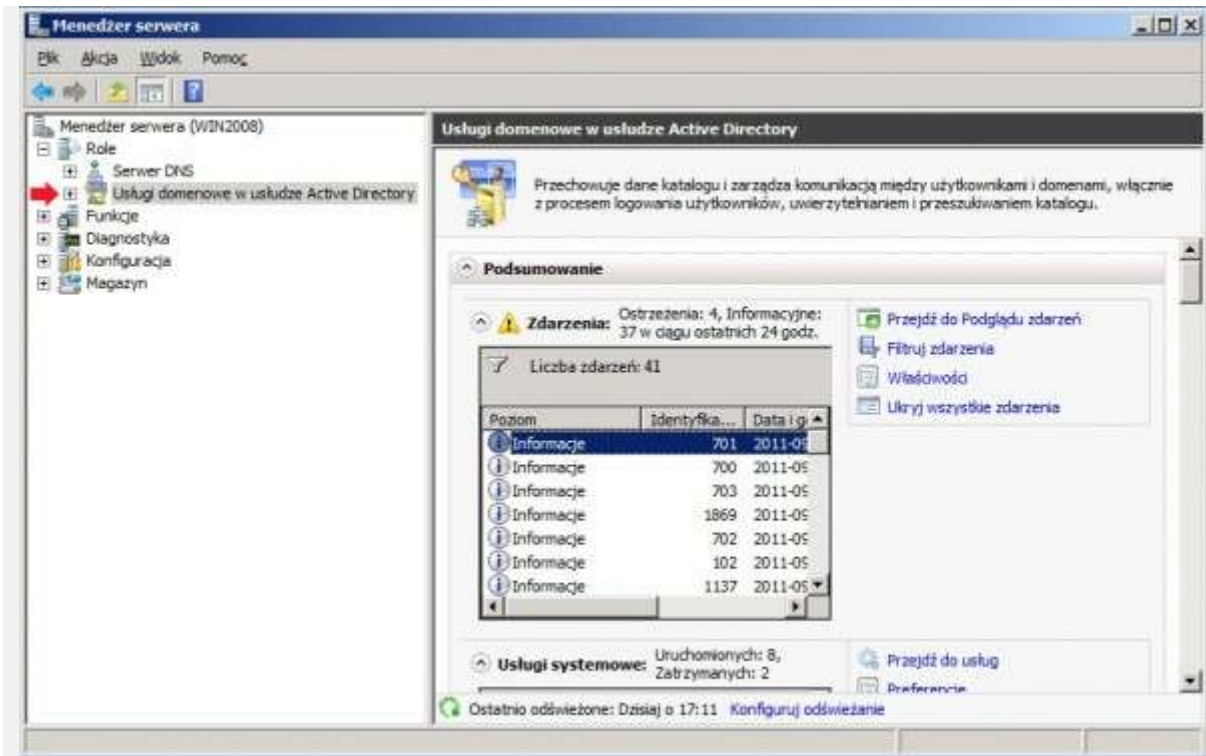 Menedżer serwera
Plik Akcja Widok Pomoc
Menedżer serwera (WIN2008)
Role
Serwer DNS
Usługi domenowe w usłudze Active Directory
Funkcje
Diagnostyka
Konfiguracja
Magazyn
Usługi domenowe w usłudze Active Directory
Przechowuje dane katalogu i zarządza komunikacją między użytkownikami i domenami, włącznie
z procesem logowania użytkowników, uwierzytelnianiem i przeszukiwaniem katalogu.
Podsumowanie
Zdarzenia: Ostrzeżenia: 4, Informacyjne:
37 w ciągu ostatnich 24 godz.
Liczba zdarzeń: 41
Poziom Identyfika... Data i g
Informacje 701 2011-09
Informacje 700 2011-09
Informacje 703 2011-09
Informacje 1869 2011-09
Informacje 702 2011-09
Informacje 102 2011-09
Informacje 1137 2011-09
Przejdź do Podglądu zdarzeń
Filtruj zdarzenia
Właściwości
Ukryj wszystkie zdarzenia
Usługi systemowe: Uruchomionych: 8,
Zatrzymanych: 2
Przejdź do usług
Preferencje
Ostatnio odświeżone: Dzisiaj o 17:11 Konfiguruj odświeżanie